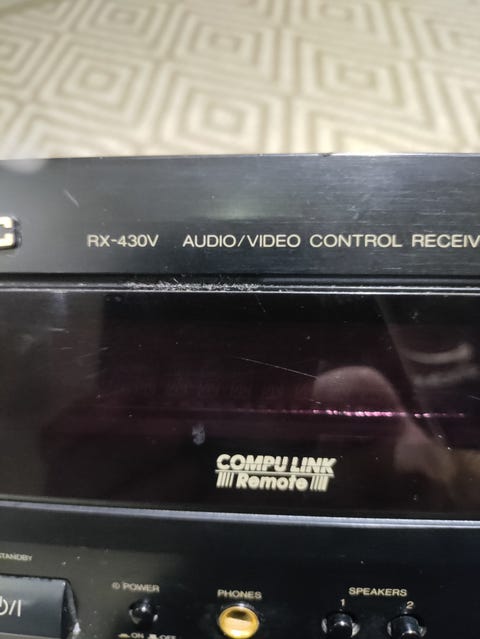 C
RX-430V AUDIO/VIDEO CONTROL RECEIV
COMPU LINK
Remote
STANDBY
POWER
ON OFF
PHONES
SPEAKERS
1 2